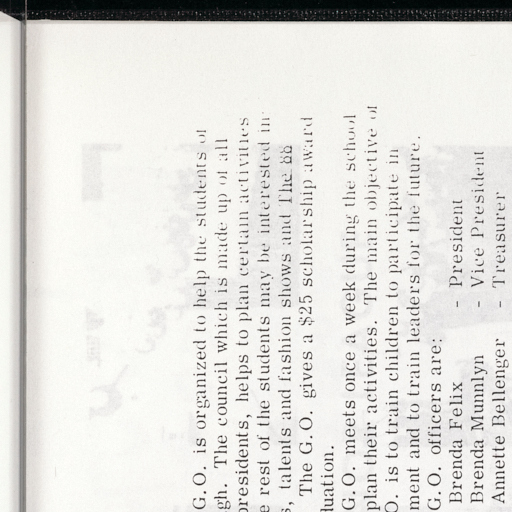 G.O. is organized to help the students of
gh. The council which is made up of all
presidents, helps to plan certain activities
e rest of the students may be interested in
s, talents and fashion shows and The 88
The G.O. gives a $25 scholarship award
duation.
G.O. meets once a week during the school
plan their activities. The main objective of
O. is to train children to participate in
ment and to train leaders for the future.
G.O. officers are:
Brenda Felix - President
Brenda Munnlyn - Vice President
Annette Bellenger - Treasurer